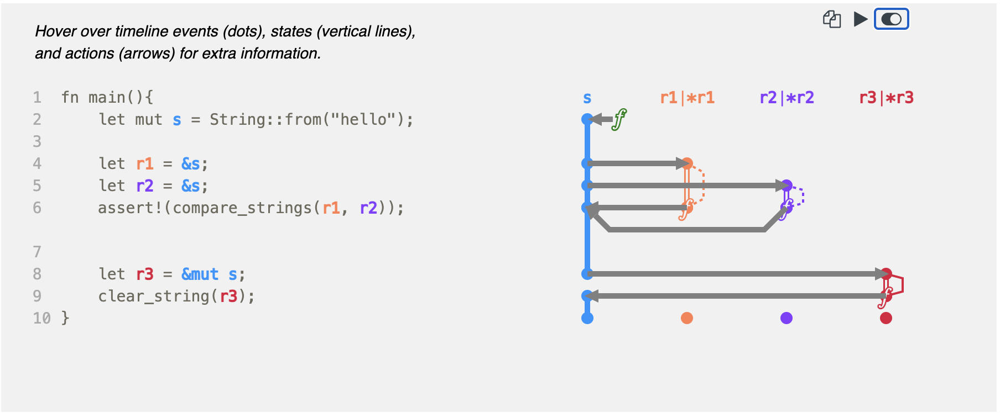 Hover over timeline events (dots), states (vertical lines),
and actions (arrows) for extra information.
s r1|*r1 r2|*r2 r3|*r3
1 fn main(){
2 let mut s = String::from("hello"); f
3
4 let r1 = &s;
5 let r2 = &s;
6 assert!(compare_strings(r1, r2)); f f
7
8 let r3 = &mut s;
9 clear_string(r3); f
10 }